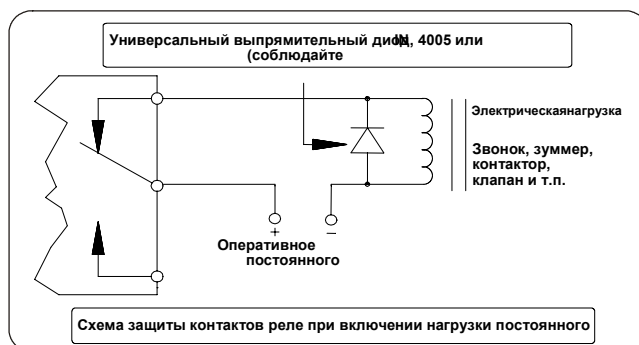 Универсальный выпрямительный диод, 4005 или
(соблюдайте
Электрическаянагрузка
Звонок, зуммер,
контактор,
клапан и т.п.
+ –
Оперативное
постоянного
Схема защиты контактов реле при включении нагрузки постоянного